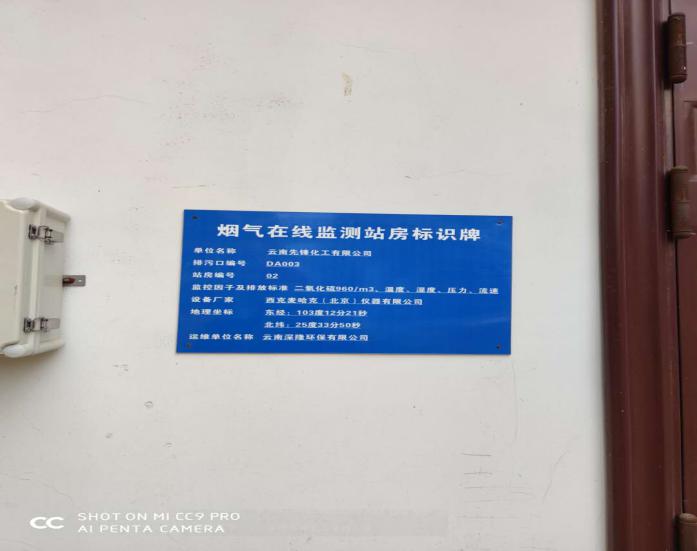 烟气在线监测站房标识牌
单位名称 云南先锋化工有限公司
排污口编号 DA003
站房编号 02
监控因子及排放标准 二氧化硫960/m3、温度、湿度、压力、流速
设备厂家 西克麦哈克（北京）仪器有限公司
地理坐标 东经：103度12分21秒
北纬：25度33分50秒
运维单位名称 云南深隆环保有限公司
SHOT ON MI CC9 PRO
AI PENTA CAMERA